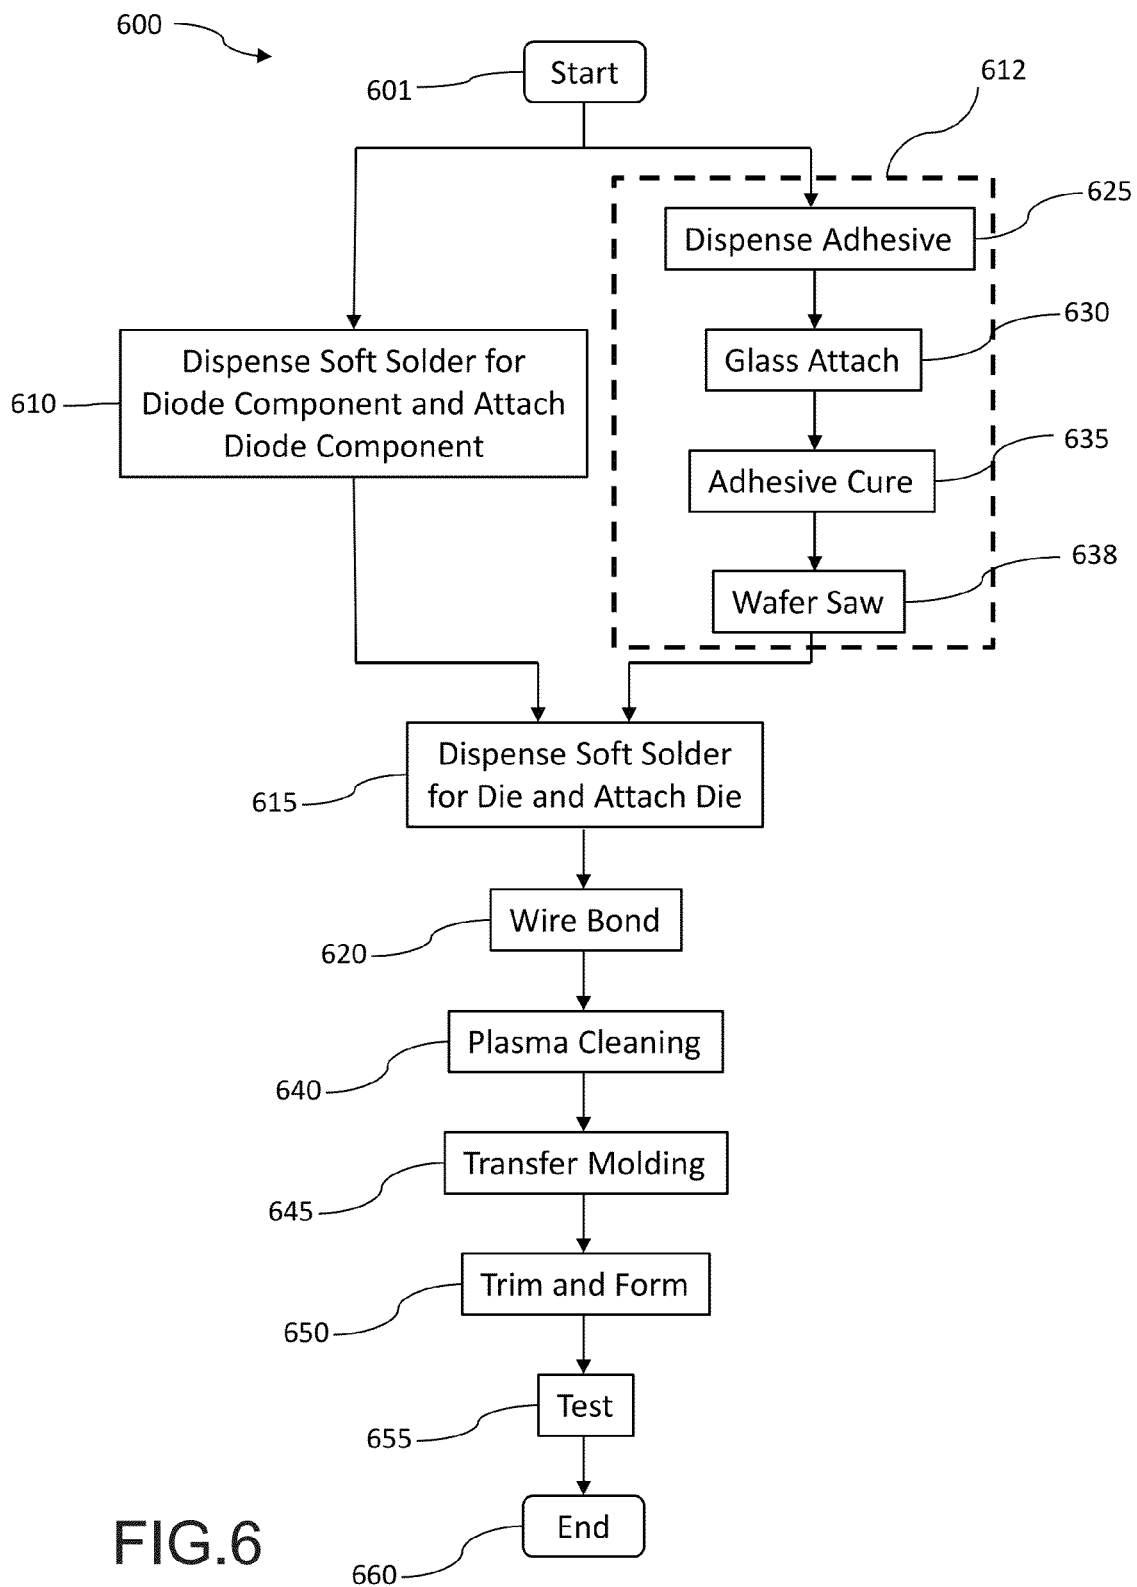 600
Start
601
612
625
Dispense Adhesive
630
Glass Attach
Dispense Soft Solder for
Diode Component and Attach
Diode Component
610
635
Adhesive Cure
638
Wafer Saw
Dispense Soft Solder
for Die and Attach Die
615
Wire Bond
620
Plasma Cleaning
640
Transfer Molding
645
Trim and Form
650
Test
655
End
660
FIG.6